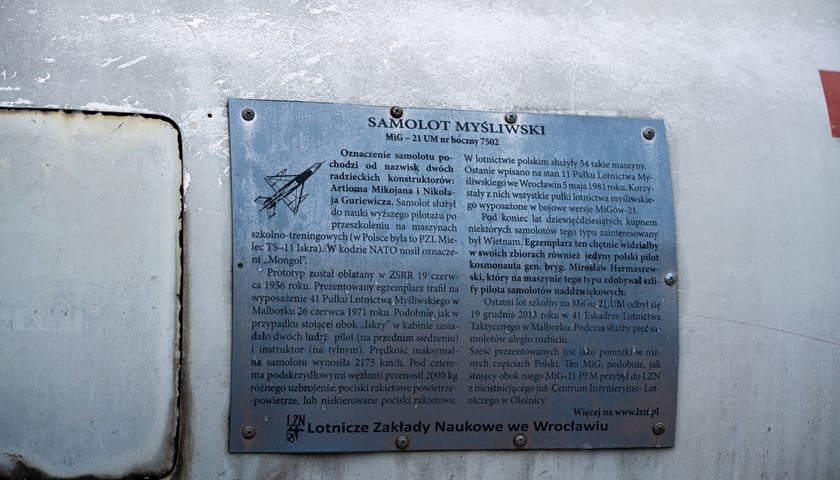 SAMOLOT MYŚLIWSKI
MiG – 21 UM nr boczny 7502
Oznaczenie samolotu po-
chodzi od nazwisk dwóch
radzieckich konstruktorów:
Artioma Mikojana i Nikoła-
ja Guriewicza. Samolot służył
do nauki wyższego pilotażu po
przeszkoleniu na maszynach
szkolno-treningowych (w Polsce była to PZL Mie-
lec TS–11 Iskra). W kodzie NATO nosił oznacze-
ni „Mongol”.
Prototyp został oblatany w ZSRR 19 czerw-
ca 1956 roku. Prezentowany egzemplarz trafił na
wyposażenie 41 Pułku Lotnictwa Myśliwskiego w
Malborku 26 czerwca 1971 roku. Podobnie, jak w
przypadku stojącej obok „Iskry” w kabinie zasia-
dało dwóch ludzi: pilot (na przednim siedzeniu)
i instruktor (na tylnym). Prędkość maksymal-
na samolotu wynosiła 2175 km/h. Pod cztere-
ma podskrzydłowymi węzłami przenosił 2000 kg
różnego uzbrojenia: pociski rakietowe powietrze-
-powietrze, lub niekierowane pociski rakietowe.
W lotnictwie polskim służyły 54 takie maszyny.
Ostanie wpisano na stan 11 Pułku Lotnictwa My-
śliwskiego we Wrocławiu 5 maja 1981 roku. Korzy-
stały z nich wszystkie pułki lotnictwa myśliwskie-
go wyposażone w bojowe wersje MiGów-21.
Pod koniec lat dziewięćdziesiątych kupnem
niektórych samolotów tego typu zainteresowany
był Wietnam. Egzemplarz ten chętnie widziałby
w swoich zbiorach również jedyny polski pilot
kosmonauta gen. bryg. Mirosław Hermaszew-
ski, który na maszynie tego typu zdobywał szli-
fy pilota samolotów naddźwiękowych.
Ostatni lot szkolny na MiGu 21 UM odbył się
19 grudnia 2013 roku w 41 Eskadrze Lotnictwa
Taktycznego w Malborku. Podczas służby pięć sa-
molotów uległo rozbiciu.
Sześć prezentowanych jest jako pomniki w róż-
nych częściach Polski. Ten MiG, podobnie, jak
stojący obok niego MiG-21 PFM przybył do LZN
z nieistniejącego już Centrum Inżynieryjno- Lot-
niczego w Oleśnicy.
Więcej na www.lzn.pl
LZN
Lotnicze Zakłady Naukowe we Wrocławiu